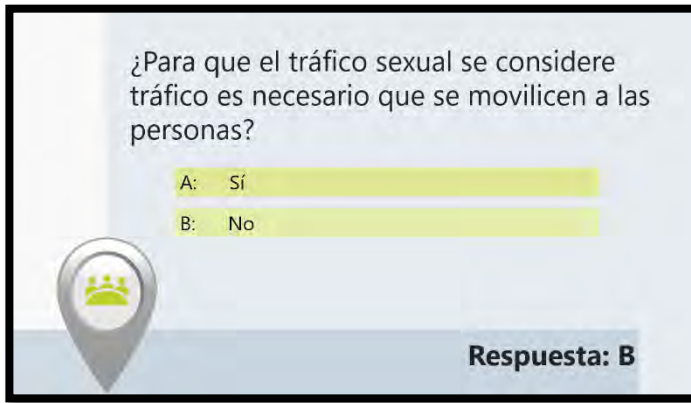 ¿Para que el tráfico sexual se considere
tráfico es necesario que se movilicen a las
personas?
A: Sí
B: No
Respuesta: B